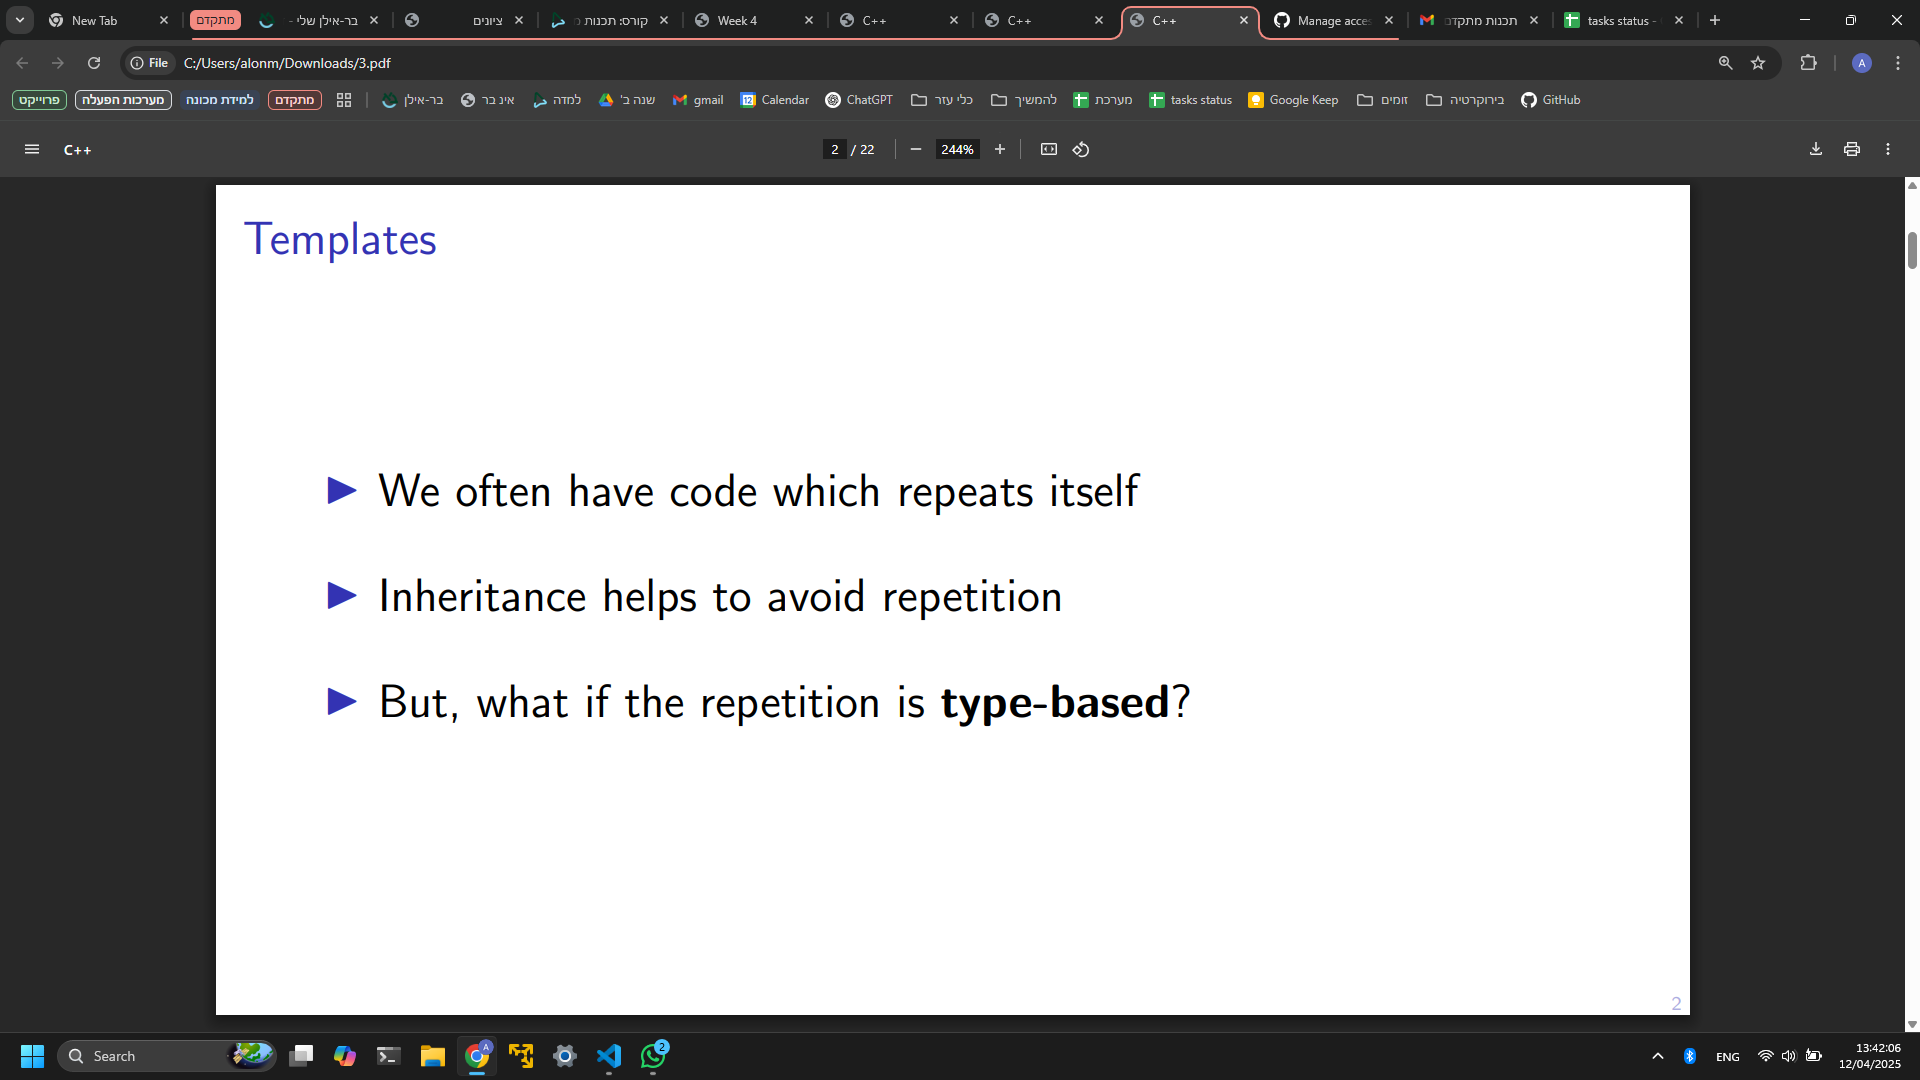 New Tab
מתקדם
בר-אילן שלי -
ציונים
קורס: תכנות
Week 4
C++
C++
C++
Manage acce
תכנות מתקדם
tasks status -
File
C:/Users/alonm/Downloads/3.pdf
A
פרוייקט
מערכות הפעלה
למידת מכונה
מתקדם
בר-אילן
אינ בר
למדה
שנה ב'
gmail
12
Calendar
ChatGPT
כלי עזר
להמשיך
מערכת
tasks status
Google Keep
זומים
בירוקרטיה
GitHub
C++
2 / 22
244%
Templates
We often have code which repeats itself
Inheritance helps to avoid repetition
But, what if the repetition is type-based?
2
Search
A
2
ENG
13:42:06
12/04/2025